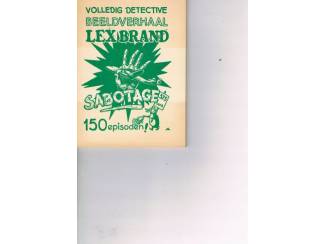 VOLLEDIG DETECTIVE
BEELDVERHAAL
LEX BRAND
SABOTAGE
150 episoden